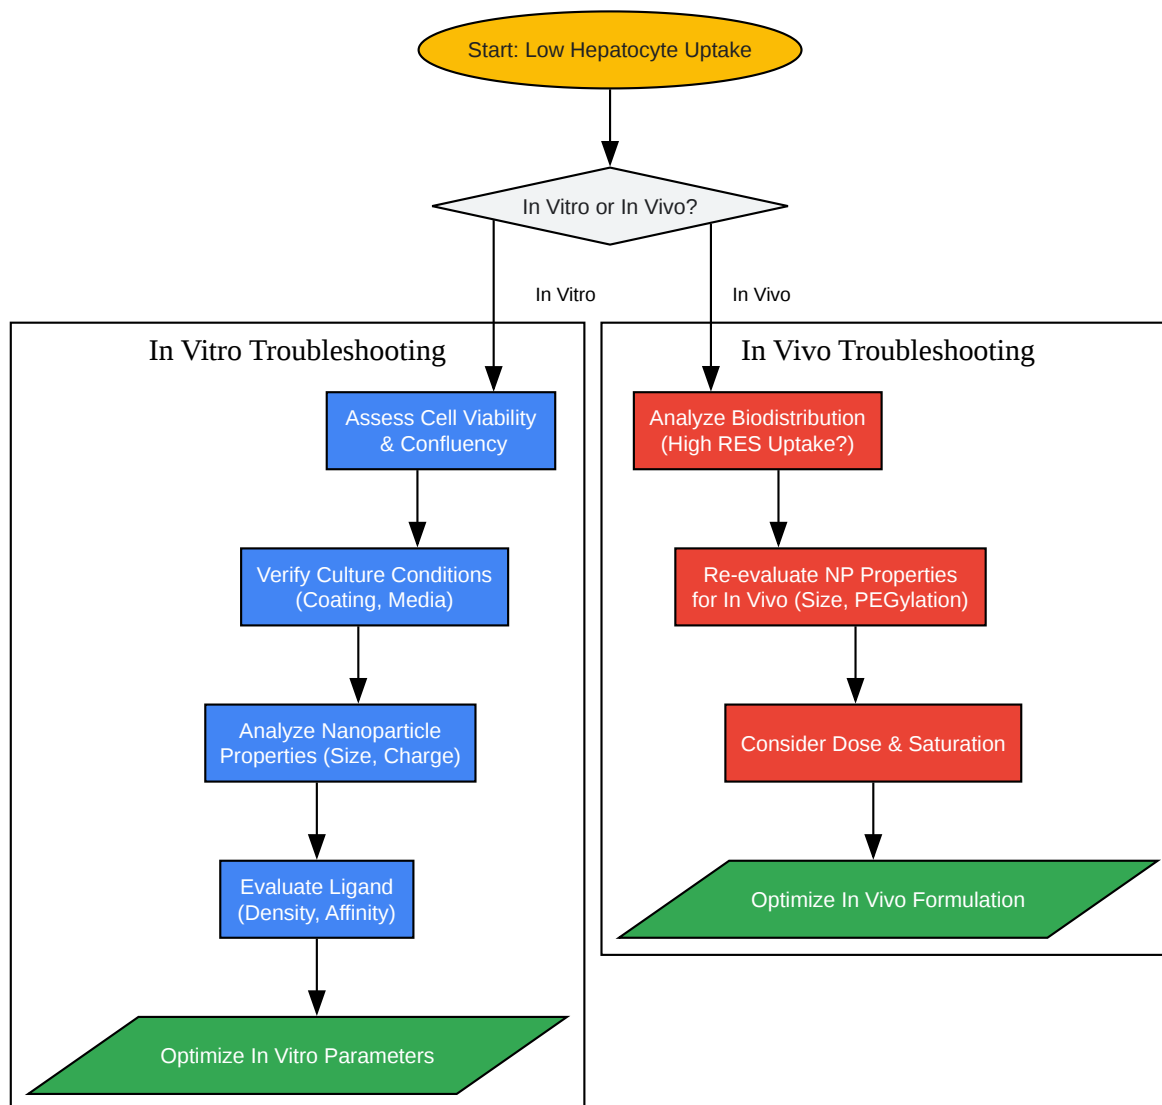 Start: Low Hepatocyte Uptake
In Vitro or In Vivo?
In Vitro
In Vivo
In Vitro Troubleshooting
Assess Cell Viability
& Confluency
Verify Culture Conditions
(Coating, Media)
Analyze Nanoparticle
Properties (Size, Charge)
Evaluate Ligand
(Density, Affinity)
Optimize In Vitro Parameters
In Vivo Troubleshooting
Analyze Biodistribution
(High RES Uptake?)
Re-evaluate NP Properties
for In Vivo (Size, PEGylation)
Consider Dose & Saturation
Optimize In Vivo Formulation